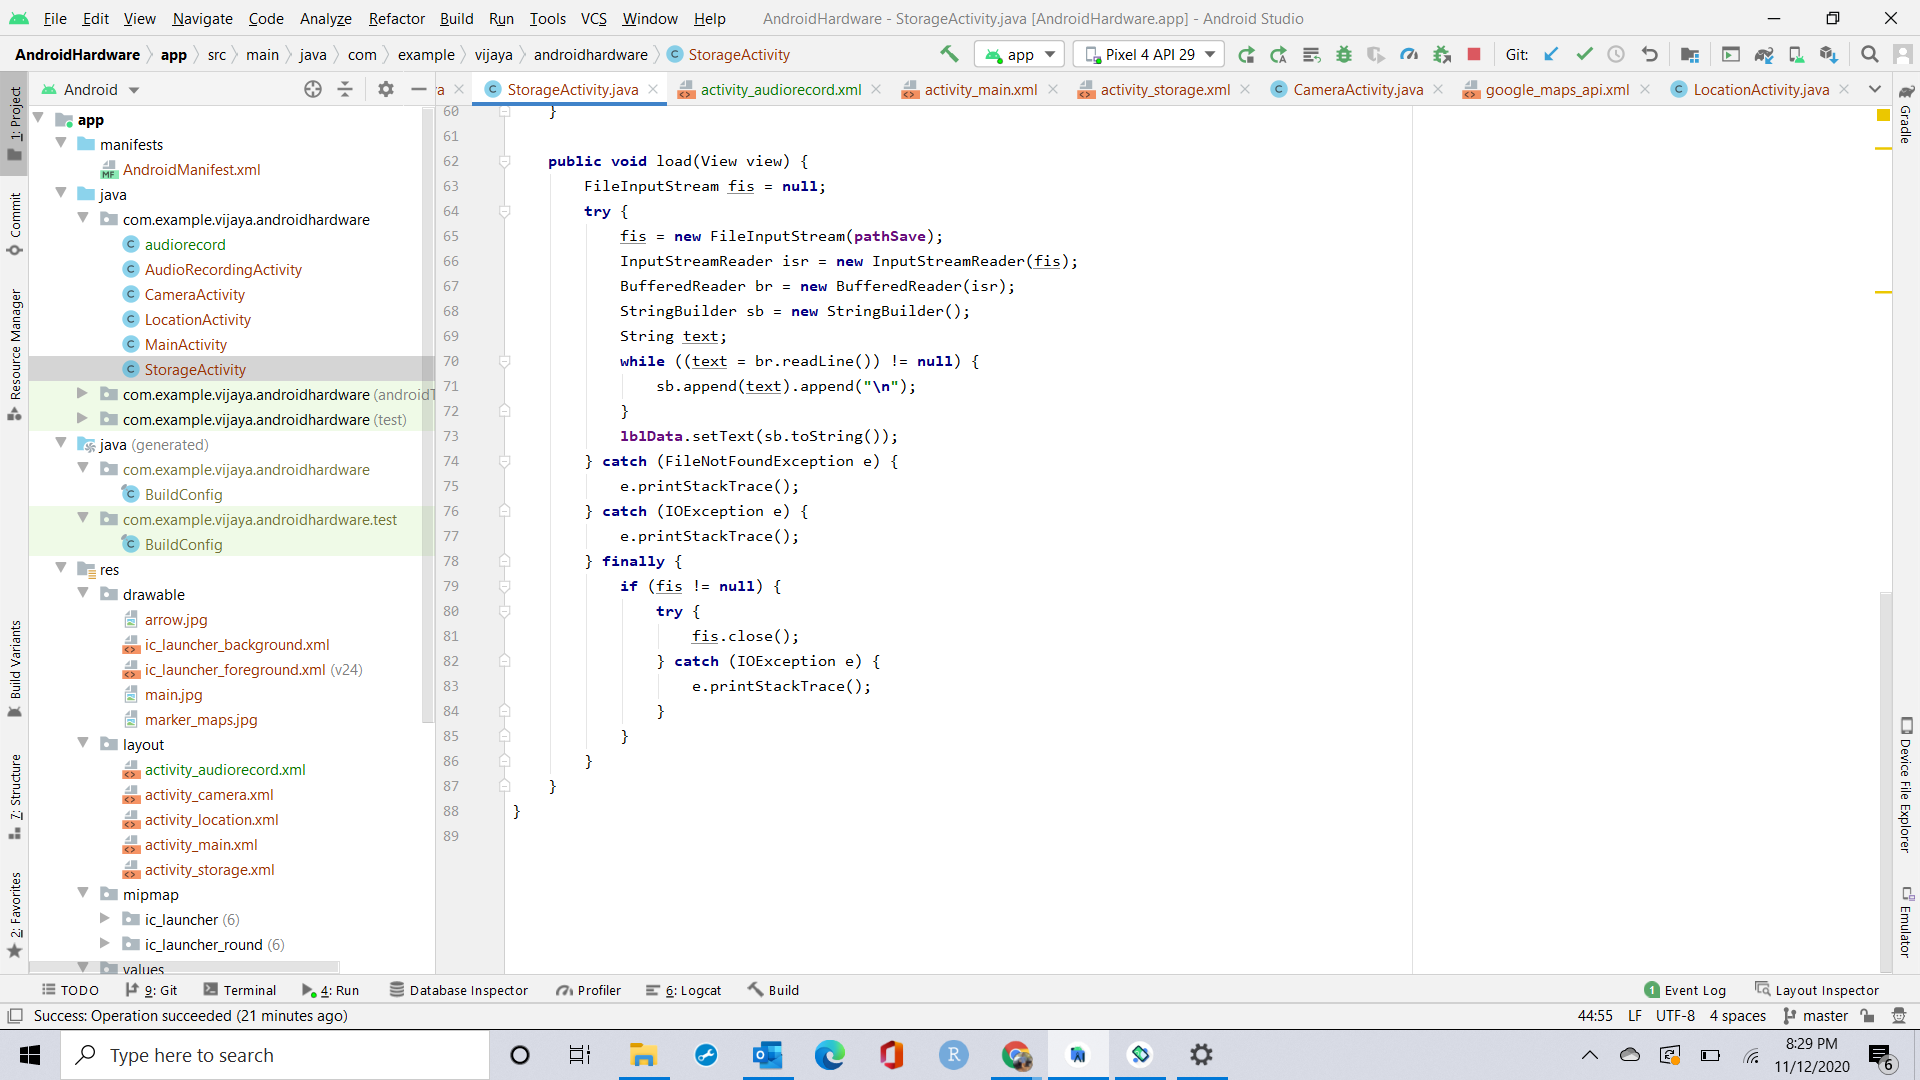 File Edit View Navigate Code Analyze Refactor Build Run Tools VCS Window Help AndroidHardware - StorageActivity.java [AndroidHardware.app] - Android Studio
AndroidHardware app src main java com example vijaya androidhardware StorageActivity app Pixel 4 API 29 Git:
Android
StorageActivity.java activity_audiorecord.xml activity_main.xml activity_storage.xml CameraActivity.java google_maps_api.xml LocationActivity.java
1: Project
Commit
Resource Manager
Build Variants
7: Structure
2: Favorites
app
manifests
AndroidManifest.xml
java
com.example.vijaya.androidhardware
audiorecord
AudioRecordingActivity
CameraActivity
LocationActivity
MainActivity
StorageActivity
com.example.vijaya.androidhardware (androidT
com.example.vijaya.androidhardware (test)
java (generated)
com.example.vijaya.androidhardware
BuildConfig
com.example.vijaya.androidhardware.test
BuildConfig
res
drawable
arrow.jpg
ic_launcher_background.xml
ic_launcher_foreground.xml (v24)
main.jpg
marker_maps.jpg
layout
activity_audiorecord.xml
activity_camera.xml
activity_location.xml
activity_main.xml
activity_storage.xml
mipmap
ic_launcher (6)
ic_launcher_round (6)
values
60 }
61
62 public void load(View view) {
63 FileInputStream fis = null;
64 try {
65 fis = new FileInputStream(pathSave);
66 InputStreamReader isr = new InputStreamReader(fis);
67 BufferedReader br = new BufferedReader(isr);
68 StringBuilder sb = new StringBuilder();
69 String text;
70 while ((text = br.readLine()) != null) {
71 sb.append(text).append("\n");
72 }
73 lblData.setText(sb.toString());
74 } catch (FileNotFoundException e) {
75 e.printStackTrace();
76 } catch (IOException e) {
77 e.printStackTrace();
78 } finally {
79 if (fis != null) {
80 try {
81 fis.close();
82 } catch (IOException e) {
83 e.printStackTrace();
84 }
85 }
86 }
87 }
88 }
89
Gradle
Device File Explorer
Emulator
TODO 9: Git Terminal 4: Run Database Inspector Profiler 6: Logcat Build 1 Event Log Layout Inspector
Success: Operation succeeded (21 minutes ago) 44:55 LF UTF-8 4 spaces master
Type here to search
8:29 PM
11/12/2020
6